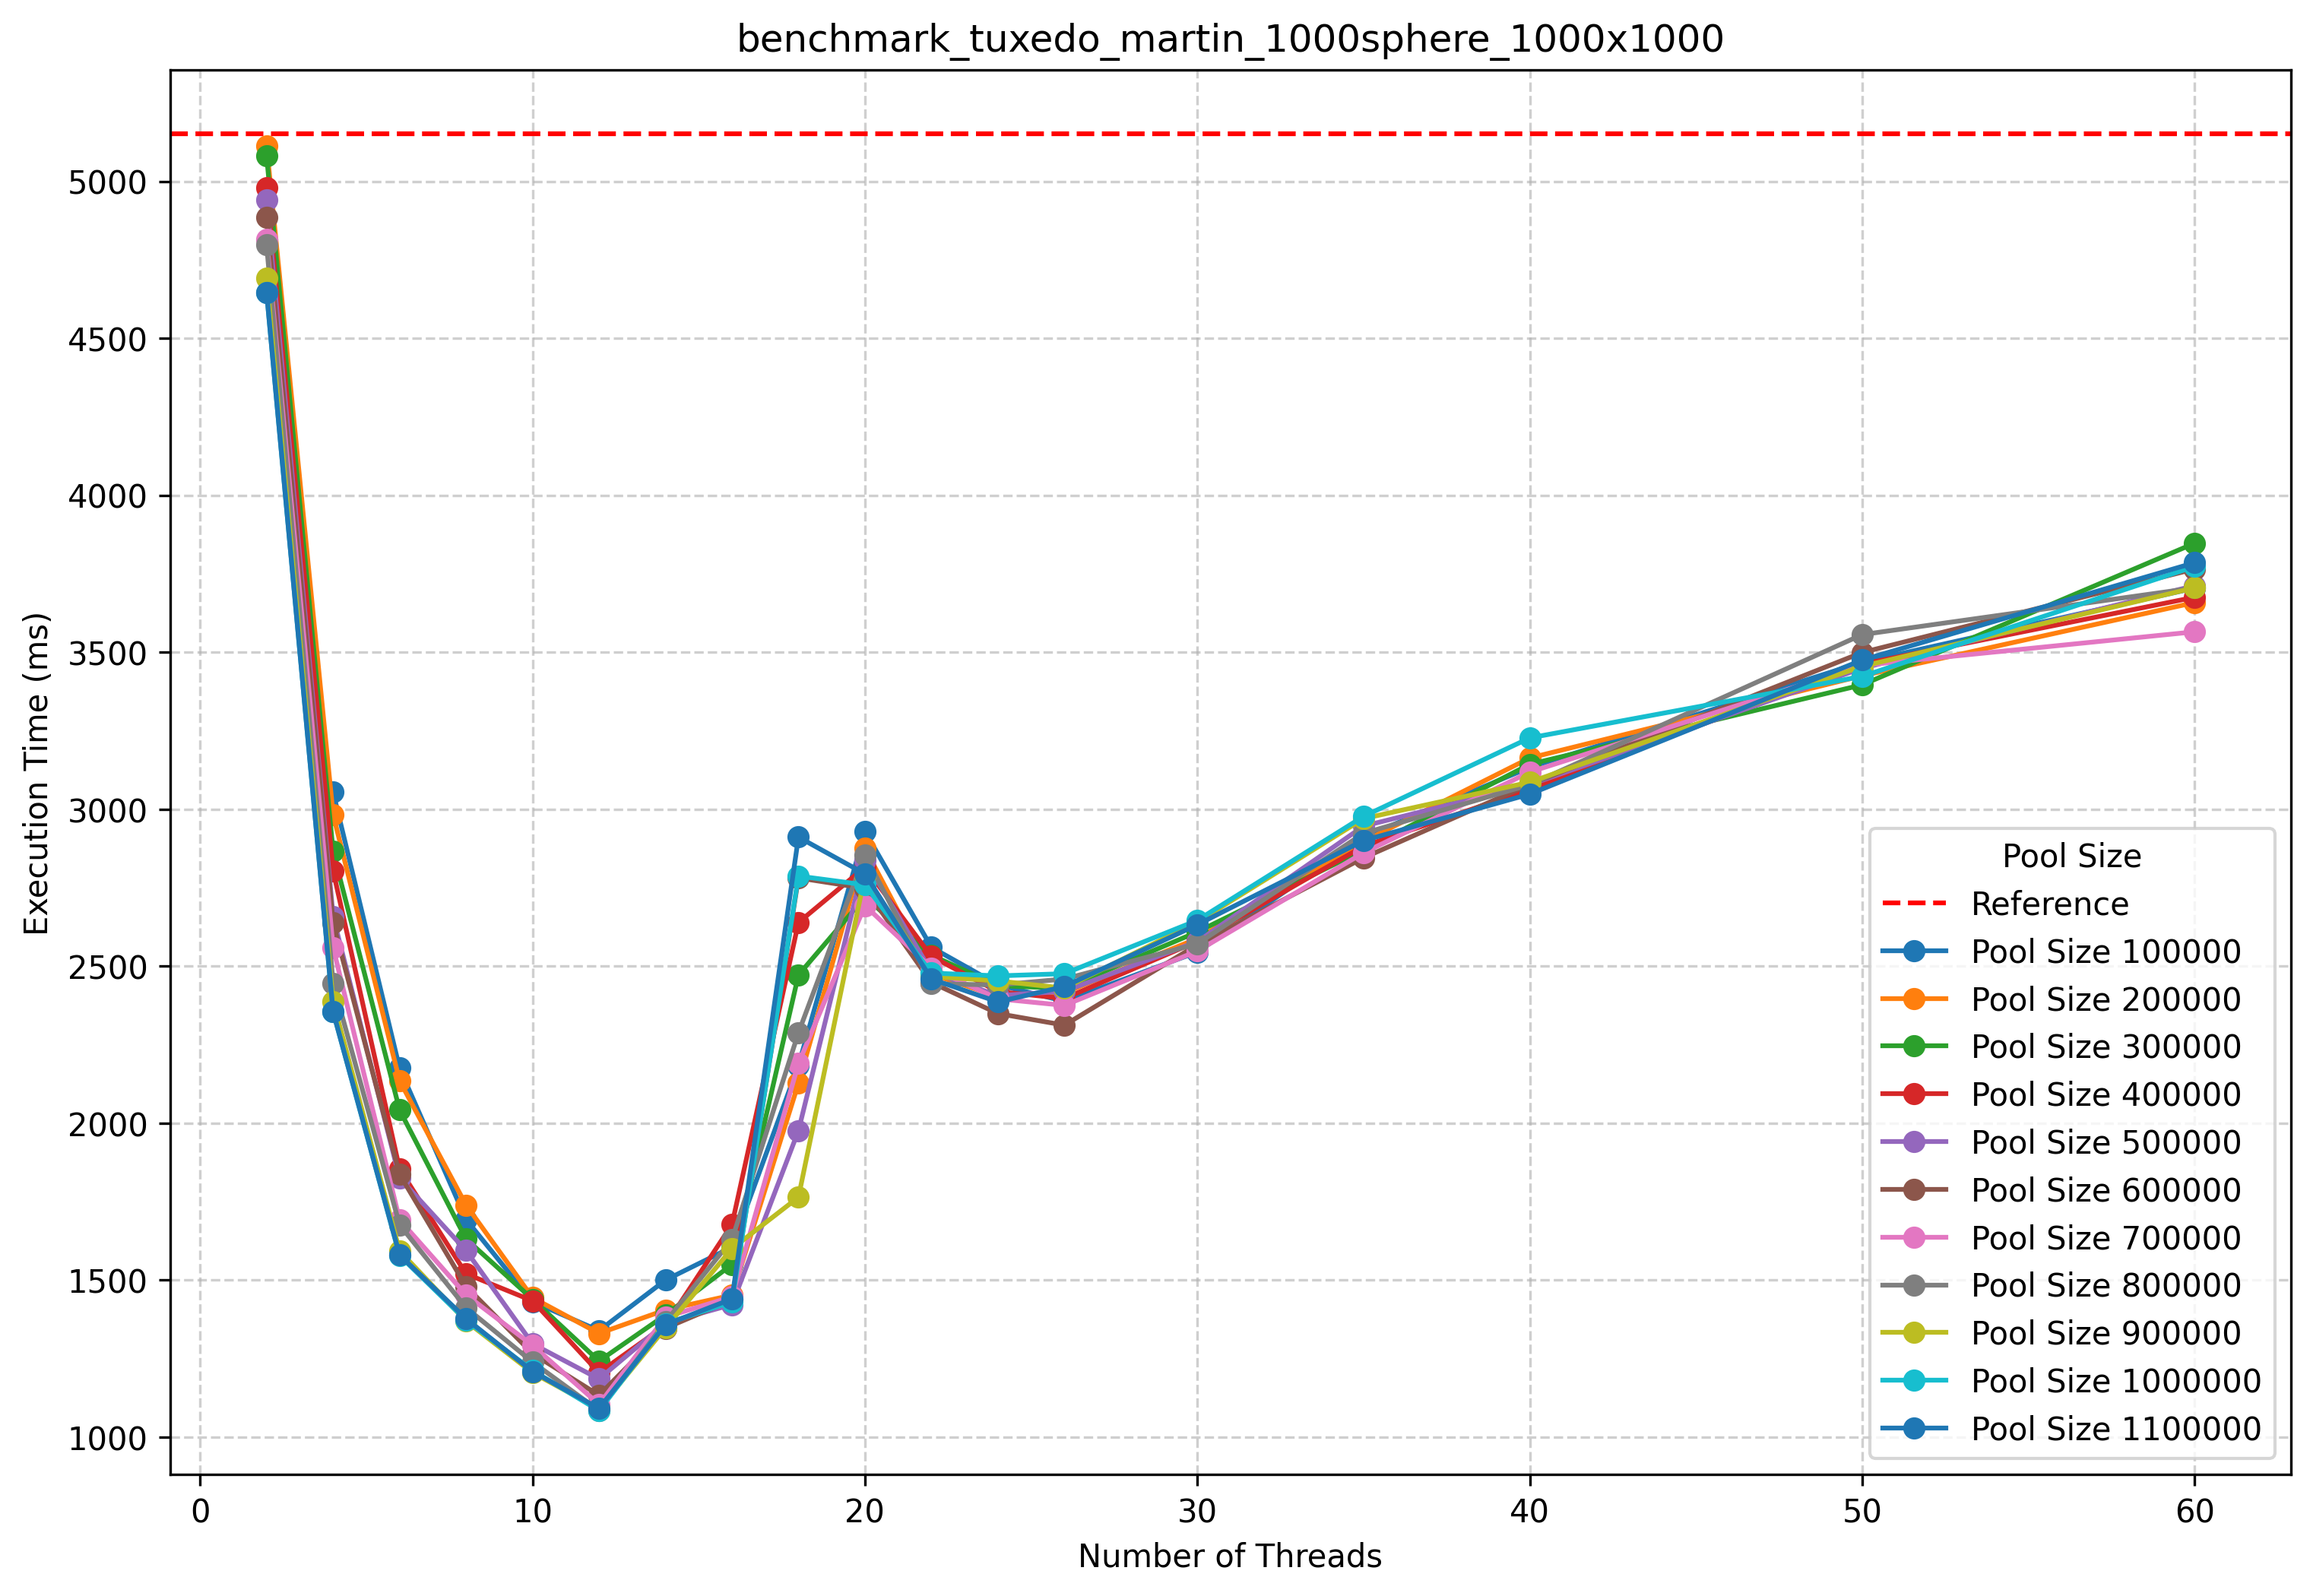 benchmark_tuxedo_martin_1000sphere_1000x1000
Execution Time (ms)
5000
4500
4000
3500
3000
2500
2000
1500
1000
0 10 20 30 40 50 60
Number of Threads
Pool Size
Reference
Pool Size 100000
Pool Size 200000
Pool Size 300000
Pool Size 400000
Pool Size 500000
Pool Size 600000
Pool Size 700000
Pool Size 800000
Pool Size 900000
Pool Size 1000000
Pool Size 1100000